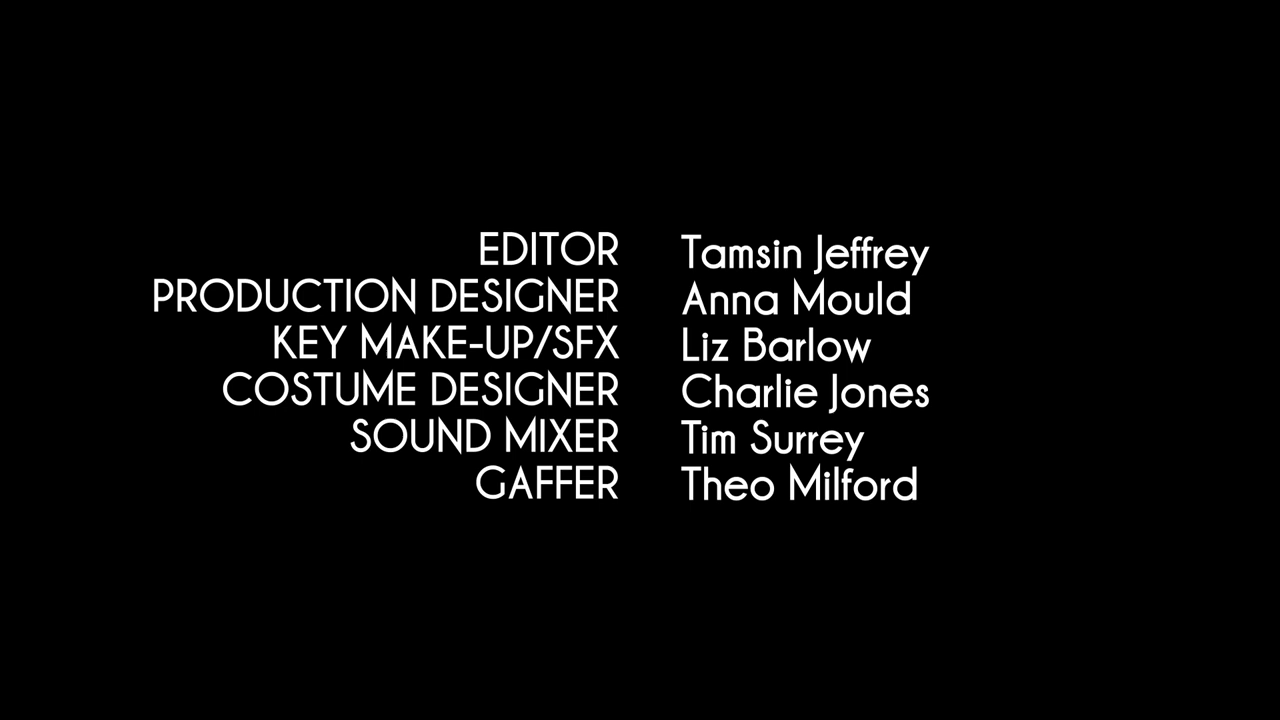 EDITOR Tamsin Jeffrey
PRODUCTION DESIGNER Anna Mould
KEY MAKE-UP/SFX Liz Barlow
COSTUME DESIGNER Charlie Jones
SOUND MIXER Tim Surrey
GAFFER Theo Milford